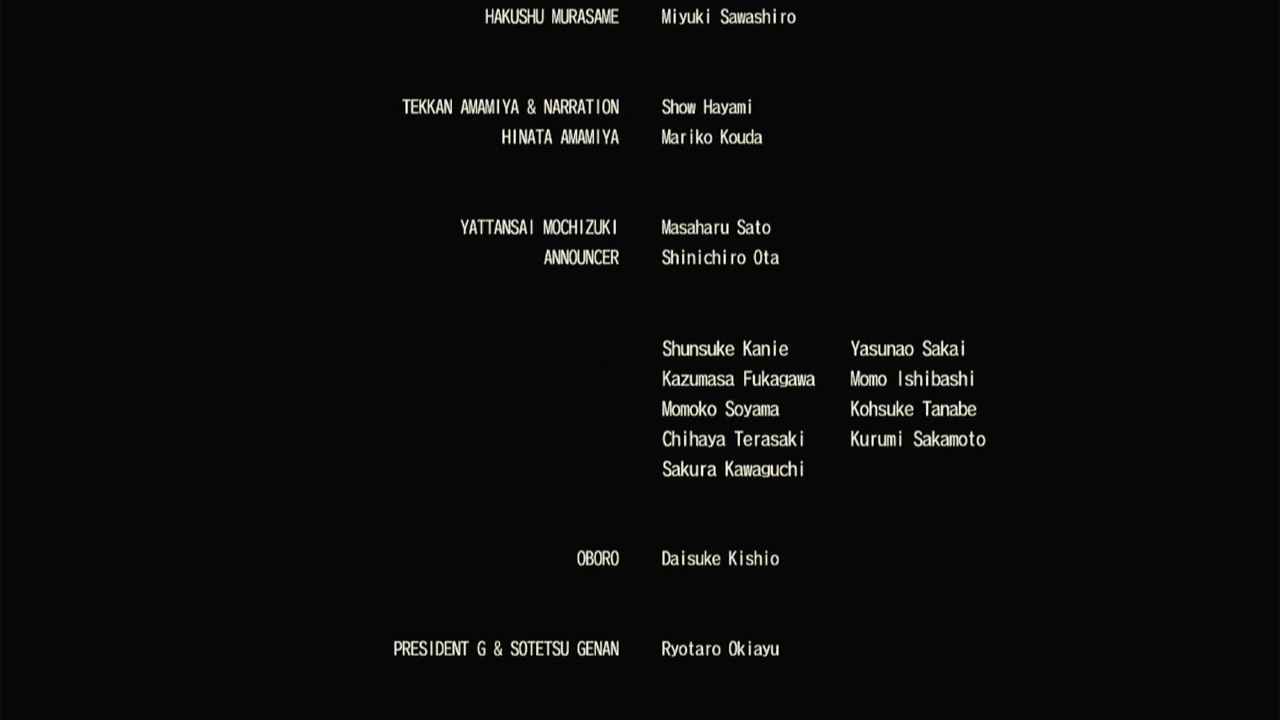 HAKUSHU MURASAME Miyuki Sawashiro
TEKKAN AMAMIYA & NARRATION Show Hayami
HINATA AMAMIYA Mariko Kouda
YATTANSAI MOCHIZUKI Masaharu Sato
ANNOUNCER Shinichiro Ota
Shunsuke Kanie Yasunao Sakai
Kazumasa Fukagawa Momo Ishibashi
Momoko Soyama Kohsuke Tanabe
Chihaya Terasaki Kurumi Sakamoto
Sakura Kawaguchi
OBORO Daisuke Kishio
PRESIDENT G & SOTETSU GENAN Ryotaro Okiayu